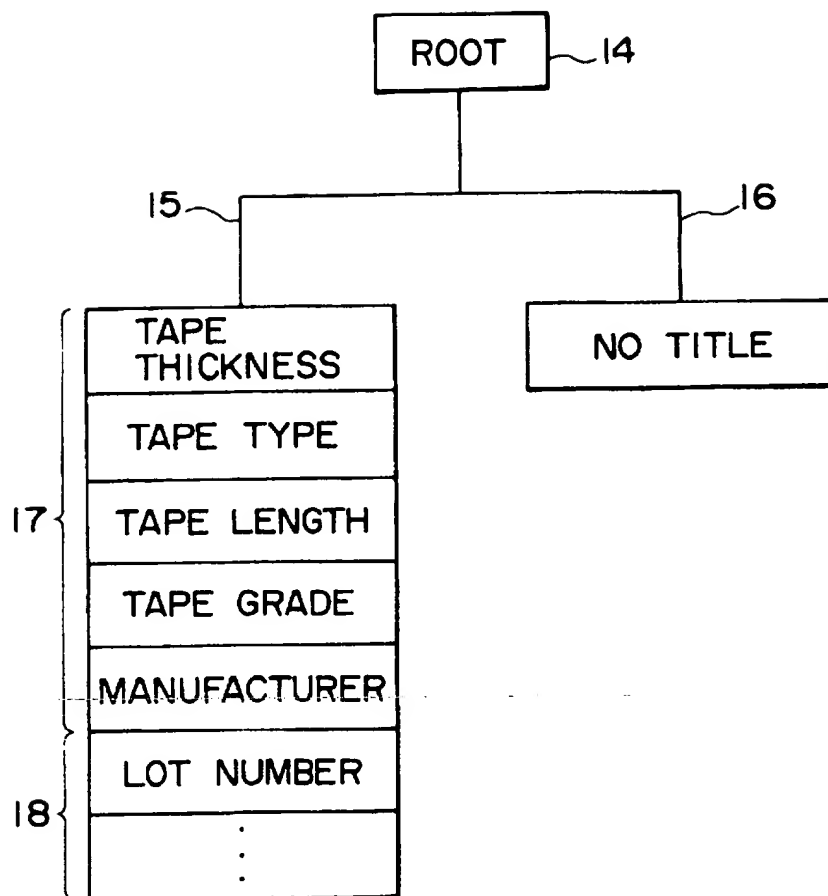 ROOT
14
15
16
TAPE
THICKNESS
NO TITLE
TAPE TYPE
17
TAPE LENGTH
TAPE GRADE
MANUFACTURER
LOT NUMBER
18